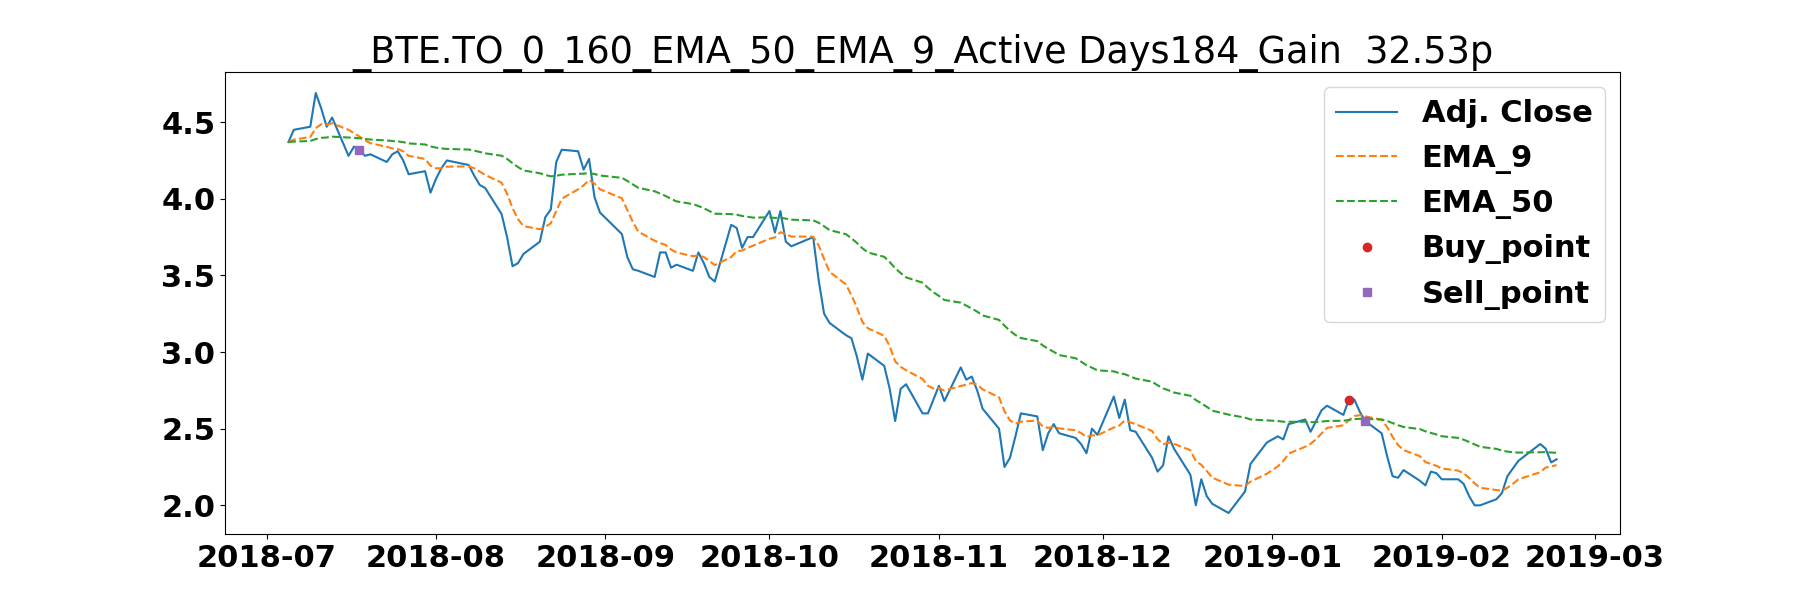 _BTE.TO_0_160_EMA_50_EMA_9_Active Days184_Gain  32.53p
4.5
4.0
3.5
3.0
2.5
2.0
Adj. Close
EMA_9
EMA_50
Buy_point
Sell_point
2018-07 2018-08 2018-09 2018-10 2018-11 2018-12 2019-01 2019-02 2019-03